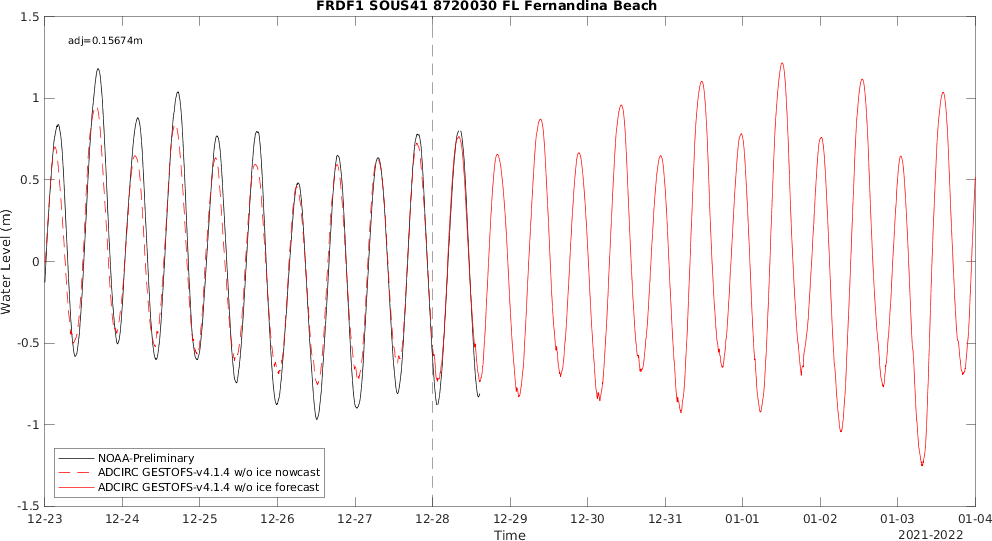 FRDF1 SOUS41 8720030 FL Fernandina Beach
adj=0.15674m
1.5
1
0.5
0
-0.5
-1
-1.5
Water Level (m)
NOAA-Preliminary
ADCIRC GESTOFS-v4.1.4 w/o ice nowcast
ADCIRC GESTOFS-v4.1.4 w/o ice forecast
12-23 12-24 12-25 12-26 12-27 12-28 12-29 12-30 12-31 01-01 01-02 01-03 01-04
Time
2021-2022